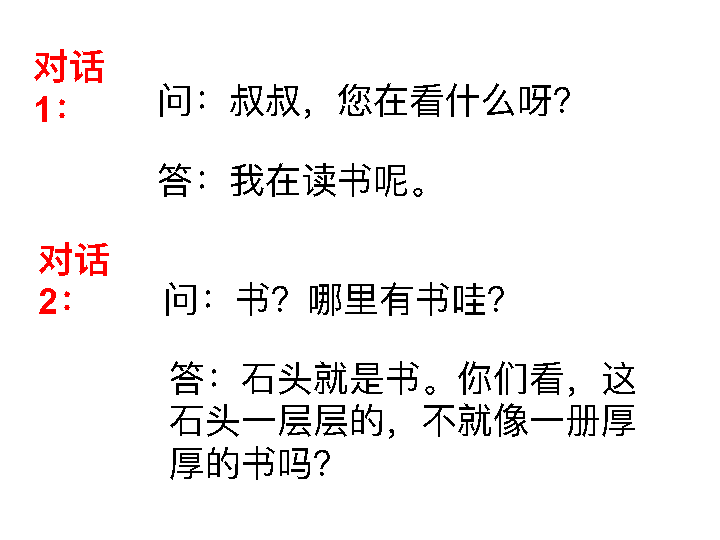 对话
1：
问：叔叔，您在看什么呀？
答：我在读书呢。
对话
2：
问：书？哪里有书哇？
答：石头就是书。你们看，这
石头一层层的，不就像一册厚
厚的书吗？